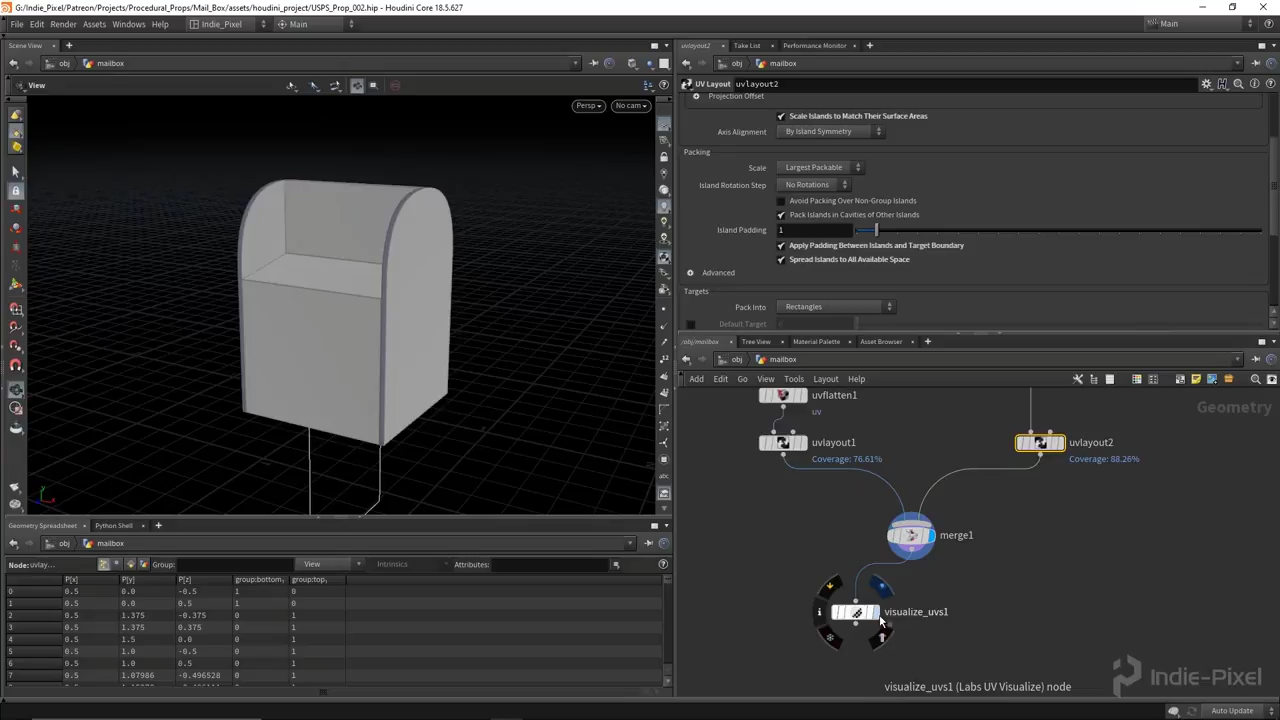 G:/Indie_Pixel/Patreon/Projects/Procedural_Props/Mail_Box/assets/houdini_project/USPS_Prop_002.hip - Houdini Core 18.5.627
File Edit Render Assets Windows Help Indie_Pixel Main Main
Scene View
obj mailbox
View
Persp No cam
abc
uvlayout2 Take List Performance Monitor
obj mailbox
UV Layout uvlayout2
Projection Offset
Scale Islands to Match Their Surface Areas
Axis Alignment By Island Symmetry
Packing
Scale Largest Packable
Island Rotation Step No Rotations
Avoid Packing Over Non-Group Islands
Pack Islands in Cavities of Other Islands
Island Padding 1
Apply Padding Between Islands and Target Boundary
Spread Islands to All Available Space
Advanced
Targets
Pack Into Rectangles
Default Target
/obj/mailbox Tree View Material Palette Asset Browser
obj mailbox
Add Edit Go View Tools Layout Help
Geometry
uvflatten1
uv
uvlayout1
Coverage: 76.61%
uvlayout2
Coverage: 88.26%
merge1
visualize_uvs1
visualize_uvs1 (Labs UV Visualize) node
Indie-Pixel
Geometry Spreadsheet Python Shell
obj mailbox
Node: uvlay... Group: View Intrinsics Attributes:
P[x] P[y] P[z] group:bottom group:top
0 0.5 0.0 -0.5 1 0
1 0.5 0.0 0.5 1 0
2 0.5 1.375 -0.375 0 1
3 0.5 1.375 0.375 0 1
4 0.5 1.5 0.0 0 1
5 0.5 1.0 -0.5 0 1
6 0.5 1.0 0.5 0 1
7 0.5 1.07986 -0.496528 0 1
Auto Update